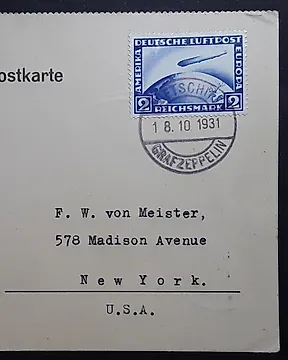 DEUTSCHE LUFTPOST
AMERIKA
EUROPA
2 REICHSMARK 2
18.10 1931
GRAF ZEPPELIN
ostkarte
F. W. von Meister,
578 Madison Avenue
New York.
U.S.A.